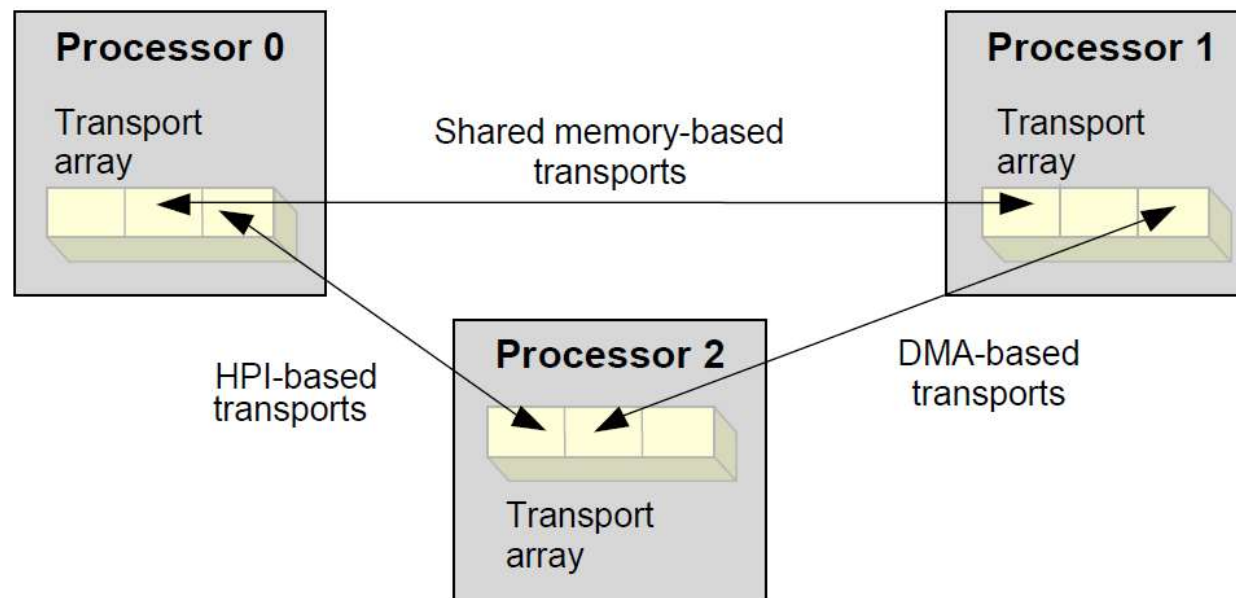 Processor 0
Transport
array
Shared memory-based
transports
Processor 1
Transport
array
HPI-based
transports
Processor 2
Transport
array
DMA-based
transports